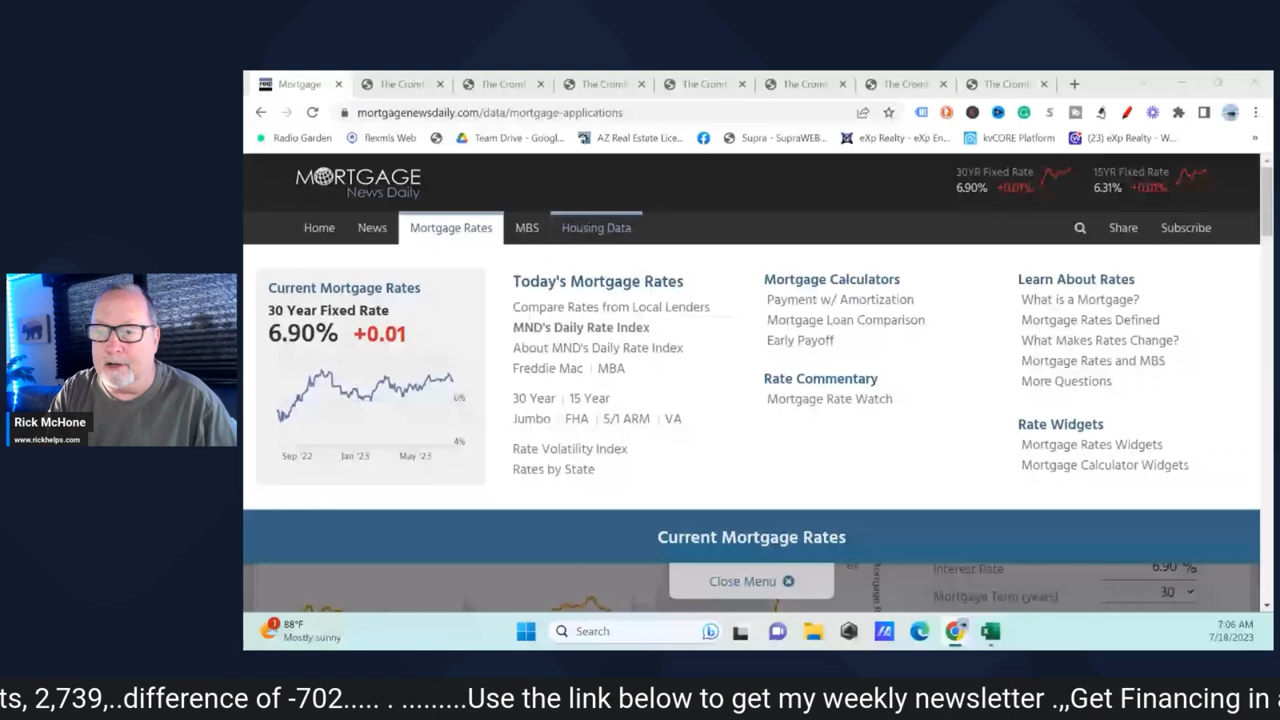 Mortgage
The Croml
The Croml
The Croml
The Croml
The Croml
The Croml
The Croml
mortgagenewsdaily.com/data/mortgage-applications
Radio Garden
flexmls Web
Team Drive - Googl...
AZ Real Estate Lice...
Supra - SupraWEB...
eXp Realty - eXp En...
kvCORE Platform
(23) eXp Realty - W...
MORTGAGE
News Daily
30YR Fixed Rate
6.90% +0.01%
15YR Fixed Rate
6.31% +0.01%
Home News Mortgage Rates MBS Housing Data Share Subscribe
Current Mortgage Rates
30 Year Fixed Rate
6.90% +0.01
6%
4%
Sep '22 Jan '23 May '23
Today's Mortgage Rates
Compare Rates from Local Lenders
MND's Daily Rate Index
About MND's Daily Rate Index
Freddie Mac MBA
30 Year 15 Year
Jumbo FHA 5/1 ARM VA
Rate Volatility Index
Rates by State
Mortgage Calculators
Payment w/ Amortization
Mortgage Loan Comparison
Early Payoff
Rate Commentary
Mortgage Rate Watch
Learn About Rates
What is a Mortgage?
Mortgage Rates Defined
What Makes Rates Change?
Mortgage Rates and MBS
More Questions
Rate Widgets
Mortgage Rates Widgets
Mortgage Calculator Widgets
Current Mortgage Rates
Close Menu
Interest Rate 6.90 %
Mortgage Term (years) 30
Rick McHone
www.rickhelps.com
1
88°F
Mostly sunny
Search
7:06 AM
7/18/2023
ts, 2,739,..difference of -702..... . .........Use the link below to get my weekly newsletter .,,Get Financing in